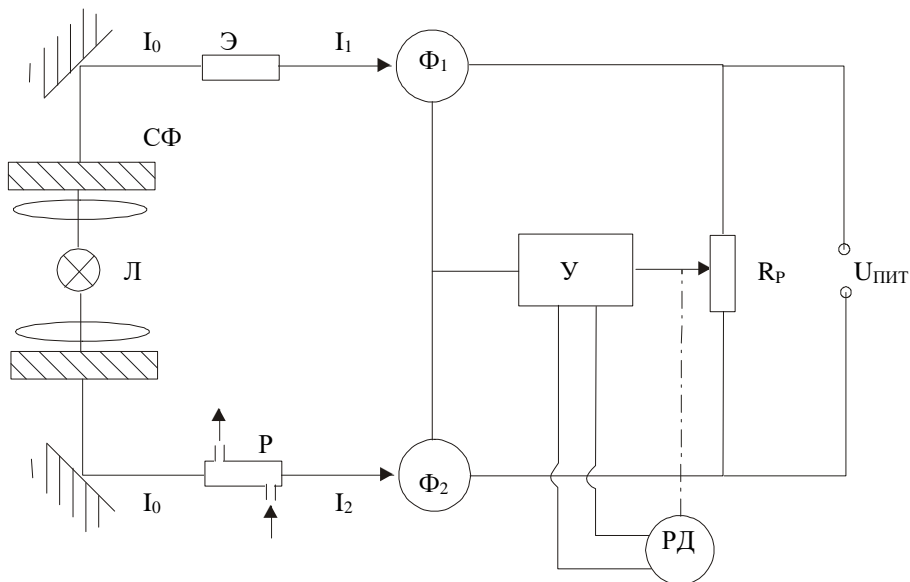 I₀ Э I₁ Ф₁
СФ
Л У Rₚ Uпит
Р
I₀ I₂ Ф₂
РД